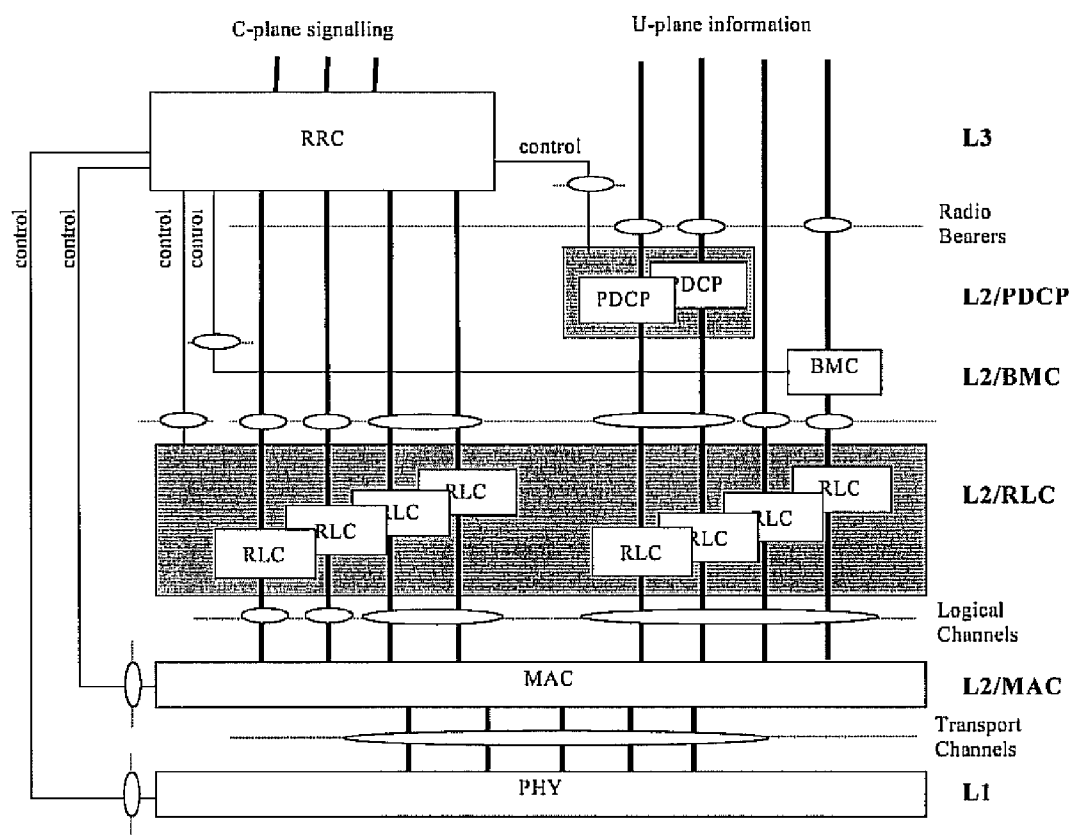 C-plane signalling
U-plane information
RRC
L3
control
control
control
control
control
Radio
Bearers
PDCP
PDCP
L2/PDCP
BMC
L2/BMC
RLC
RLC
RLC
RLC
RLC
RLC
RLC
RLC
L2/RLC
Logical
Channels
MAC
L2/MAC
Transport
Channels
PHY
L1